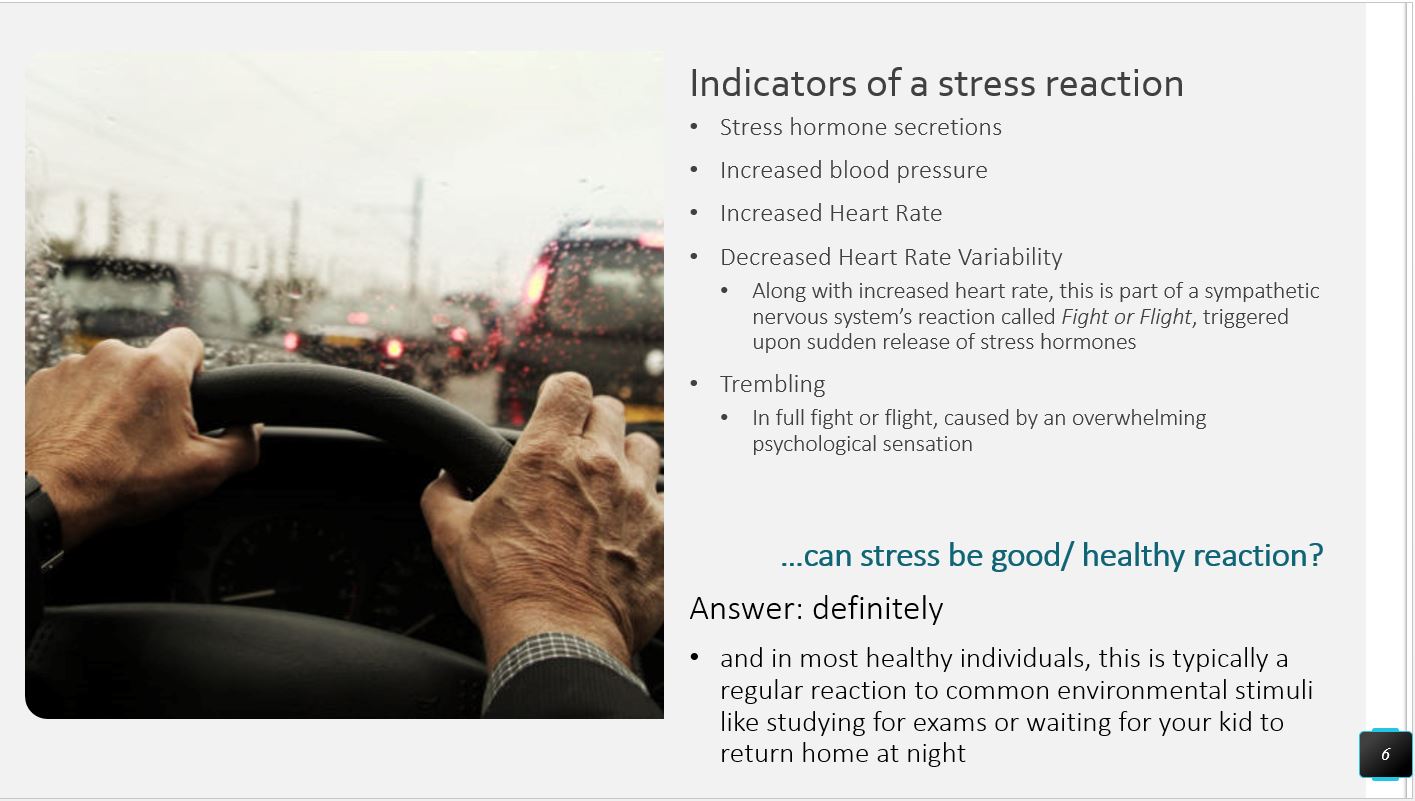 Indicators of a stress reaction
• Stress hormone secretions
• Increased blood pressure
• Increased Heart Rate
• Decreased Heart Rate Variability
• Along with increased heart rate, this is part of a sympathetic
nervous system’s reaction called Fight or Flight, triggered
upon sudden release of stress hormones
• Trembling
• In full fight or flight, caused by an overwhelming
psychological sensation
...can stress be good/ healthy reaction?
Answer: definitely
• and in most healthy individuals, this is typically a
regular reaction to common environmental stimuli
like studying for exams or waiting for your kid to
return home at night
6